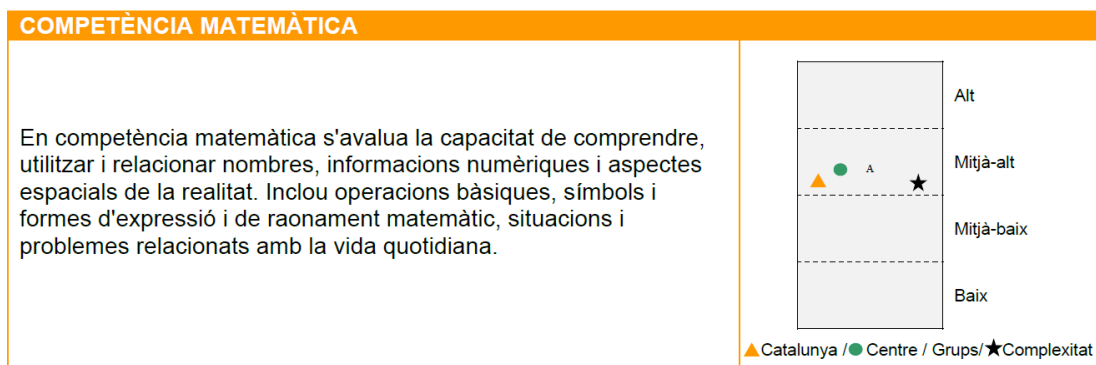 COMPETÈNCIA MATEMÀTICA
En competència matemàtica s'avalua la capacitat de comprendre,
utilitzar i relacionar nombres, informacions numèriques i aspectes
espacials de la realitat. Inclou operacions bàsiques, símbols i
formes d'expressió i de raonament matemàtic, situacions i
problemes relacionats amb la vida quotidiana.
Alt
Mitjà-alt
A
Mitjà-baix
Baix
Catalunya / Centre / Grups/ Complexitat